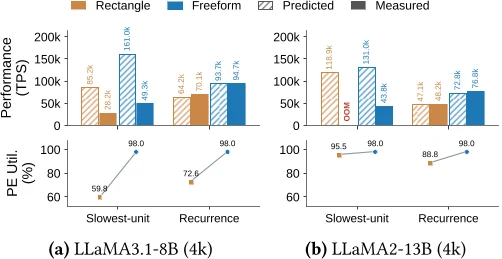 Rectangle Freeform Predicted Measured
Performance (TPS)
200k
150k
100k
50k
0
85.2k
28.2k
161.0k
49.3k
64.2k
70.1k
93.7k
94.7k
200k
150k
100k
50k
0
118.9k
OOM
131.0k
43.8k
47.1k
48.2k
72.8k
76.8k
PE Util. (%)
100
80
60
59.8
98.0
72.6
98.0
100
80
60
95.5
98.0
88.8
98.0
Slowest-unit Recurrence
Slowest-unit Recurrence
(a) LLaMA3.1-8B (4k)
(b) LLaMA2-13B (4k)